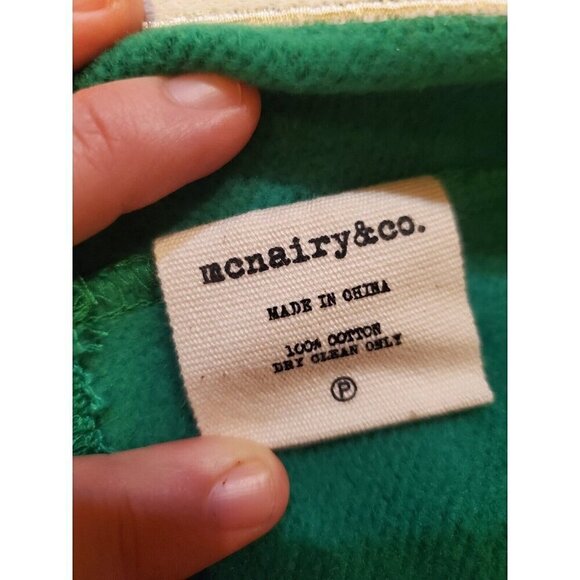 mcnairy&co.
MADE IN CHINA
100% COTTON
DRY CLEAN ONLY
P